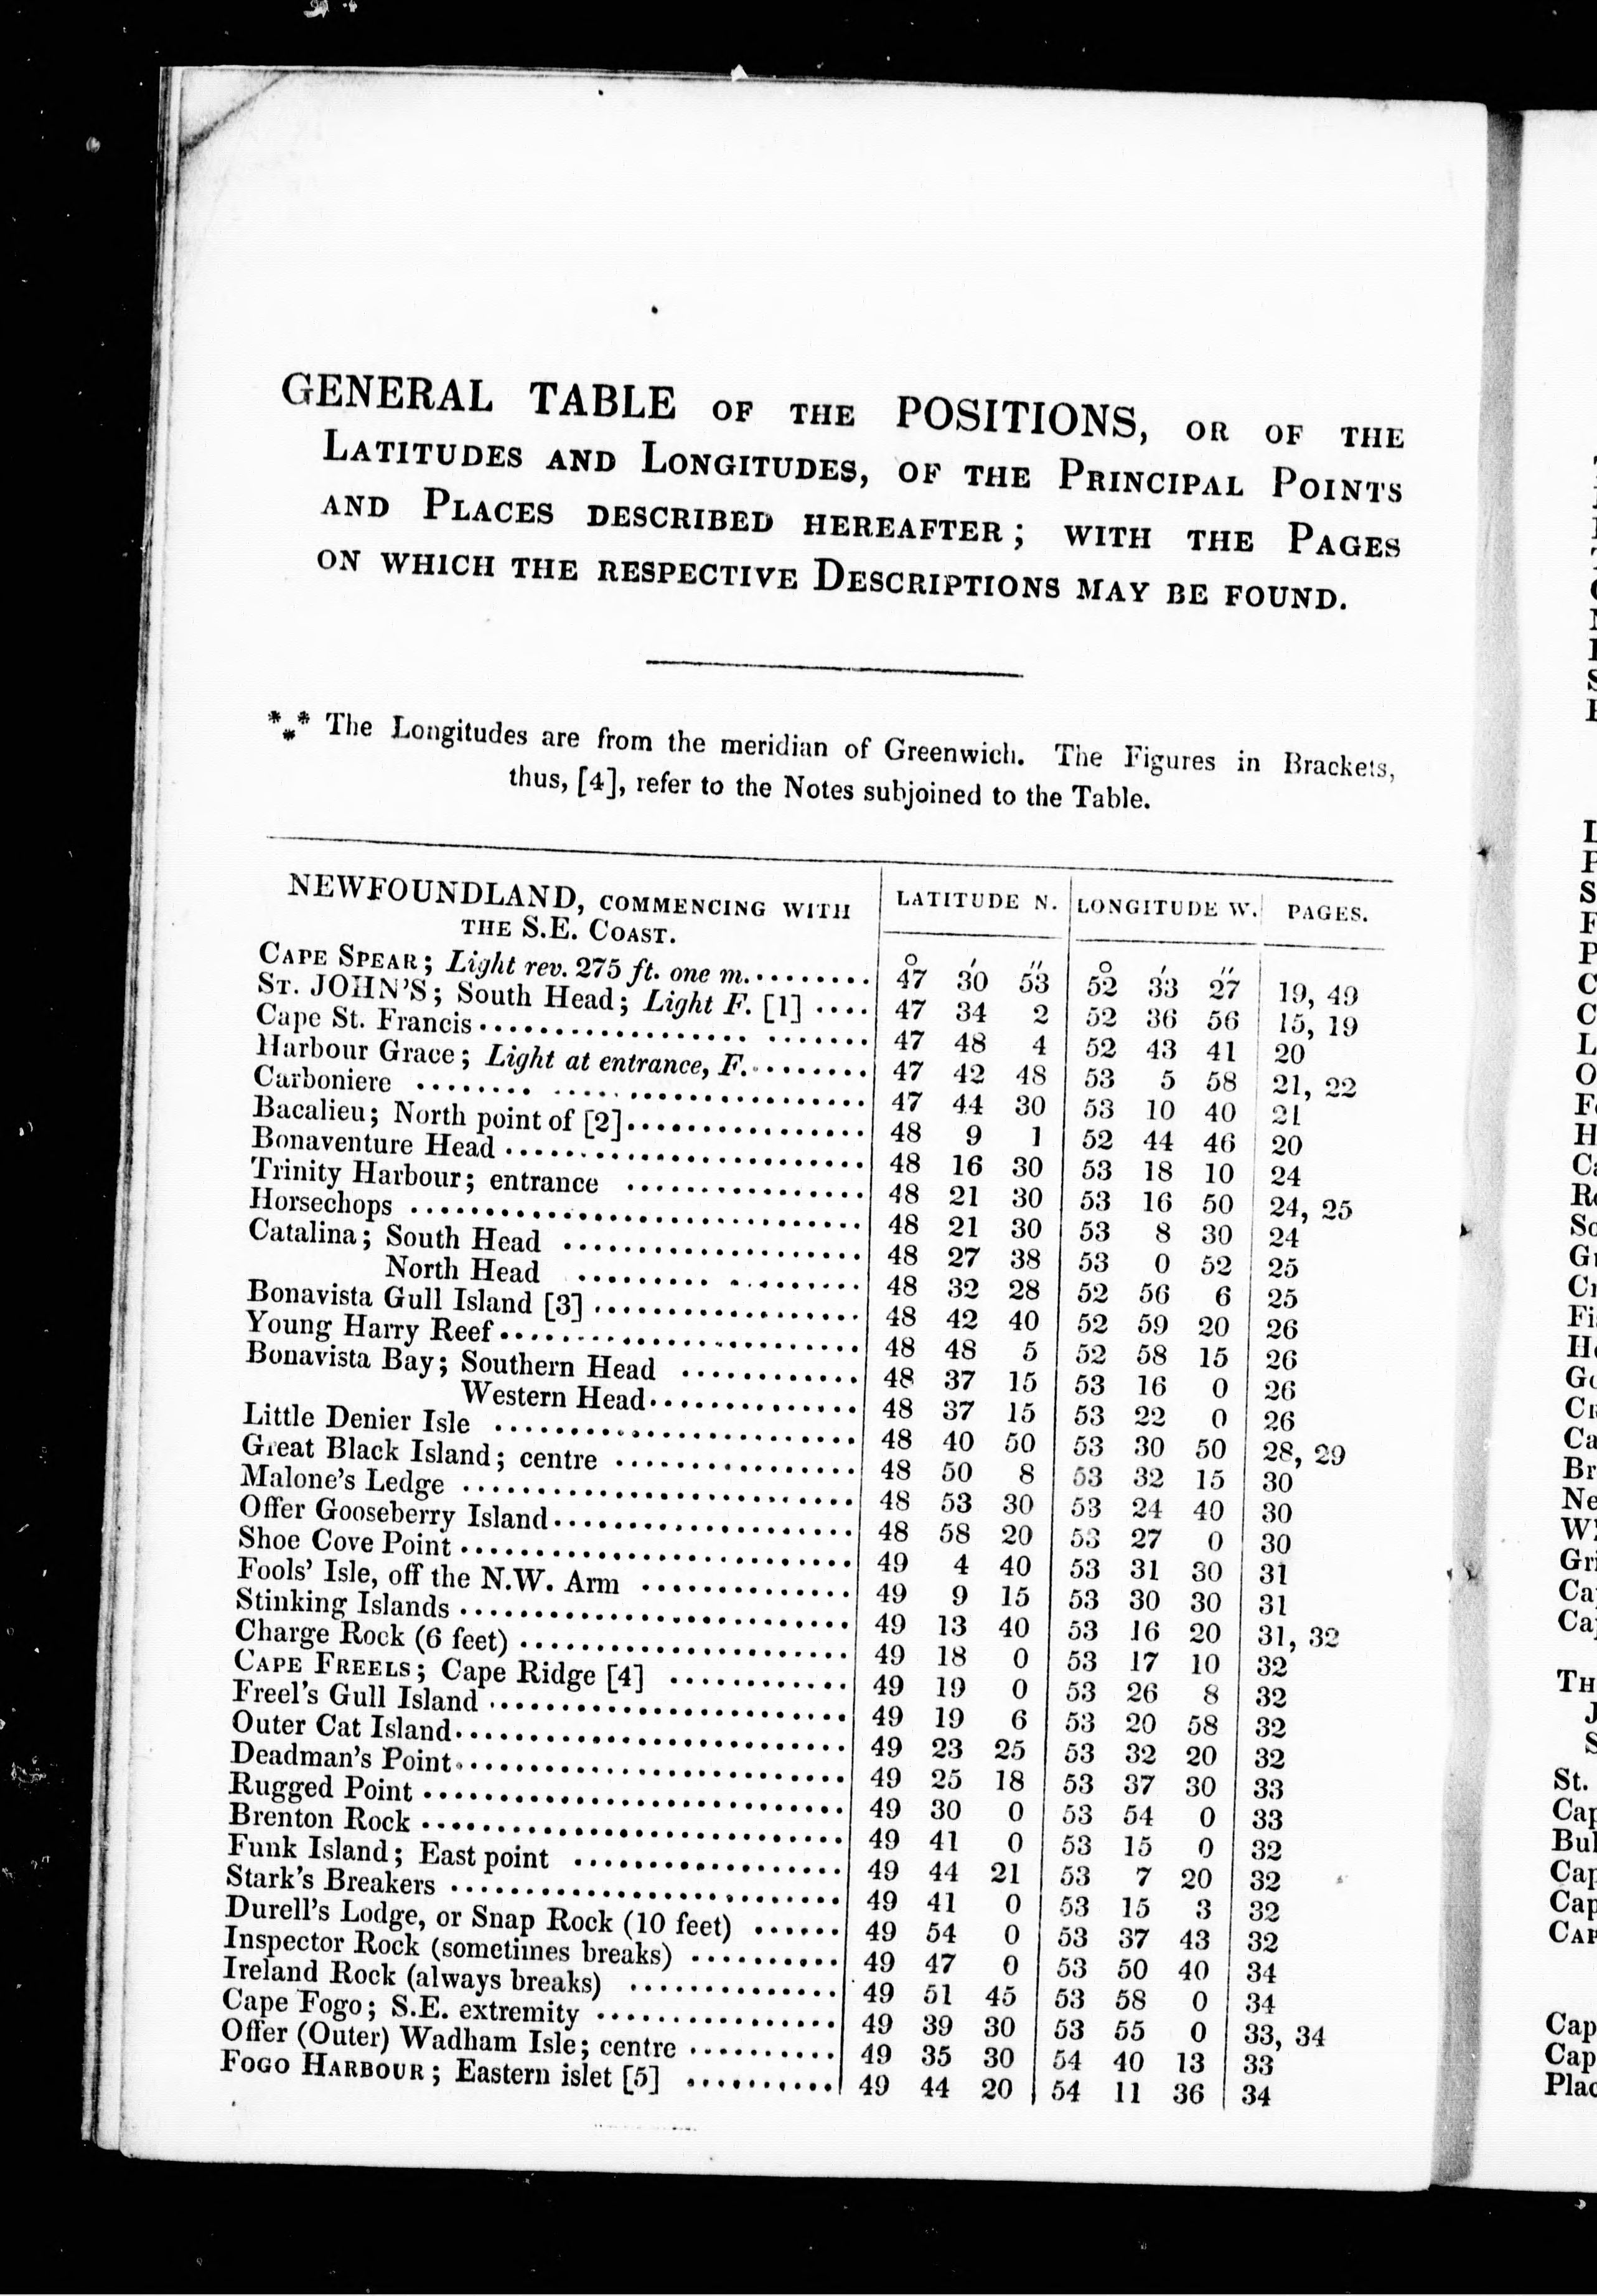 GENERAL TABLE OF THE POSITIONS, OR OF THE
LATITUDES AND LONGITUDES, OF THE PRINCIPAL POINTS
AND PLACES DESCRIBED HEREAFTER; WITH THE PAGES
ON WHICH THE RESPECTIVE DESCRIPTIONS MAY BE FOUND.
*** The Longitudes are from the meridian of Greenwich. The Figures in Brackets,
thus, [4], refer to the Notes subjoined to the Table.
NEWFOUNDLAND, COMMENCING WITH THE S.E. COAST. LATITUDE N. LONGITUDE W. PAGES.
° ′ ″ ° ′ ″
CAPE SPEAR; Light rev. 275 ft. one m. 47 30 53 52 33 27 19, 49
ST. JOHN'S; South Head; Light F. [1] 47 34 2 52 36 56 15, 19
Cape St. Francis 47 48 4 52 43 41 20
Harbour Grace; Light at entrance, F. 47 42 48 53 5 58 21, 22
Carboniere 47 44 30 53 10 40 21
Bacalieu; North point of [2] 48 9 1 52 44 46 20
Bonaventure Head 48 16 30 53 18 10 24
Trinity Harbour; entrance 48 21 30 53 16 50 24, 25
Horsechops 48 21 30 53 8 30 24
Catalina; South Head 48 27 38 53 0 52 25
North Head 48 32 28 52 56 6 25
Bonavista Gull Island [3] 48 42 40 52 59 20 26
Young Harry Reef 48 48 5 52 58 15 26
Bonavista Bay; Southern Head 48 37 15 53 16 0 26
Western Head 48 37 15 53 22 0 26
Little Denier Isle 48 40 50 53 30 50 28, 29
Great Black Island; centre 48 50 8 53 32 15 30
Malone's Ledge 48 53 30 53 24 40 30
Offer Gooseberry Island 48 58 20 53 27 0 30
Shoe Cove Point 49 4 40 53 31 30 31
Fools' Isle, off the N.W. Arm 49 9 15 53 30 30 31
Stinking Islands 49 13 40 53 16 20 31, 32
Charge Rock (6 feet) 49 18 0 53 17 10 32
CAPE FREELS; Cape Ridge [4] 49 19 0 53 26 8 32
Freel's Gull Island 49 19 6 53 20 58 32
Outer Cat Island 49 23 25 53 32 20 32
Deadman's Point 49 25 18 53 37 30 33
Rugged Point 49 30 0 53 54 0 33
Brenton Rock 49 41 0 53 15 0 32
Funk Island; East point 49 44 21 53 7 20 32
Stark's Breakers 49 41 0 53 15 3 32
Durell's Lodge, or Snap Rock (10 feet) 49 54 0 53 37 43 32
Inspector Rock (sometimes breaks) 49 47 0 53 50 40 34
Ireland Rock (always breaks) 49 51 45 53 58 0 34
Cape Fogo; S.E. extremity 49 39 30 53 55 0 33, 34
Offer (Outer) Wadham Isle; centre 49 35 30 54 40 13 33
FOGO HARBOUR; Eastern islet [5] 49 44 20 54 11 36 34